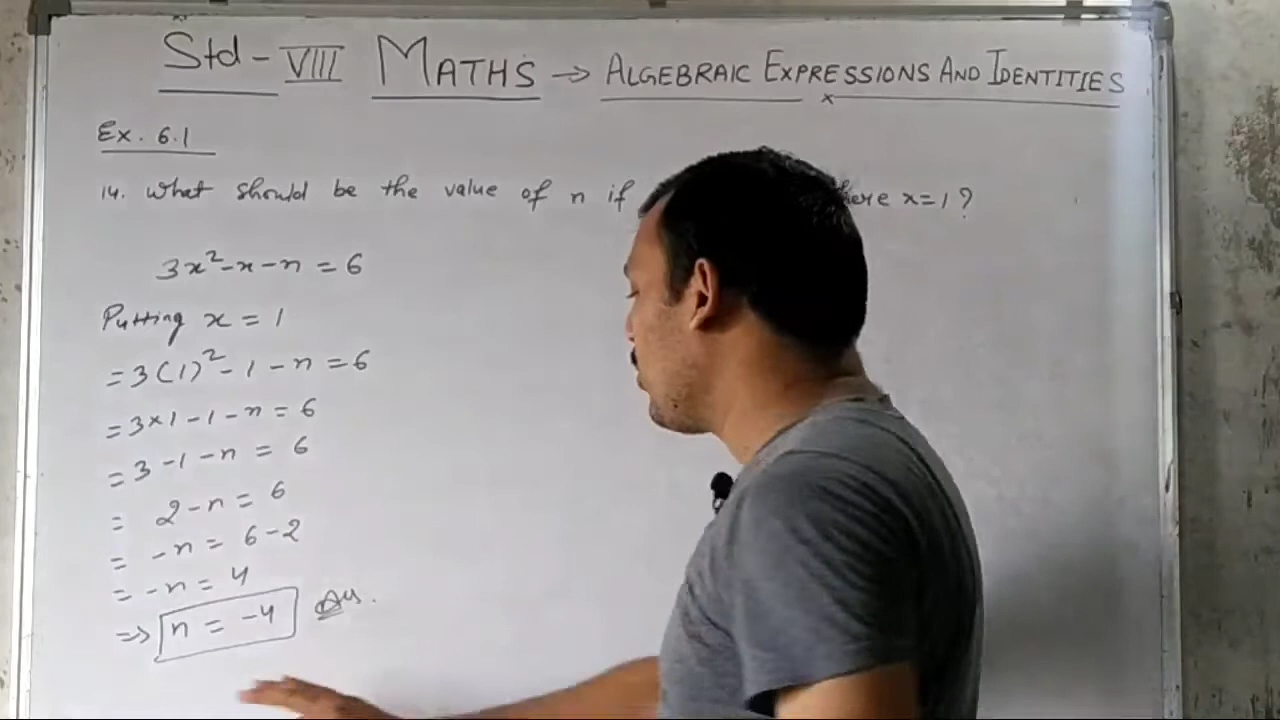 Std - VIII MATHS → ALGEBRAIC EXPRESSIONS AND IDENTITIES
Ex. 6.1
14. What should be the value of n if here x=1?
3x²-x-n = 6
Putting x = 1
= 3(1)² - 1 - n = 6
= 3×1-1-n = 6
= 3-1-n = 6
= 2-n = 6
= -n = 6-2
= -n = 4
=> n = -4 Ans.